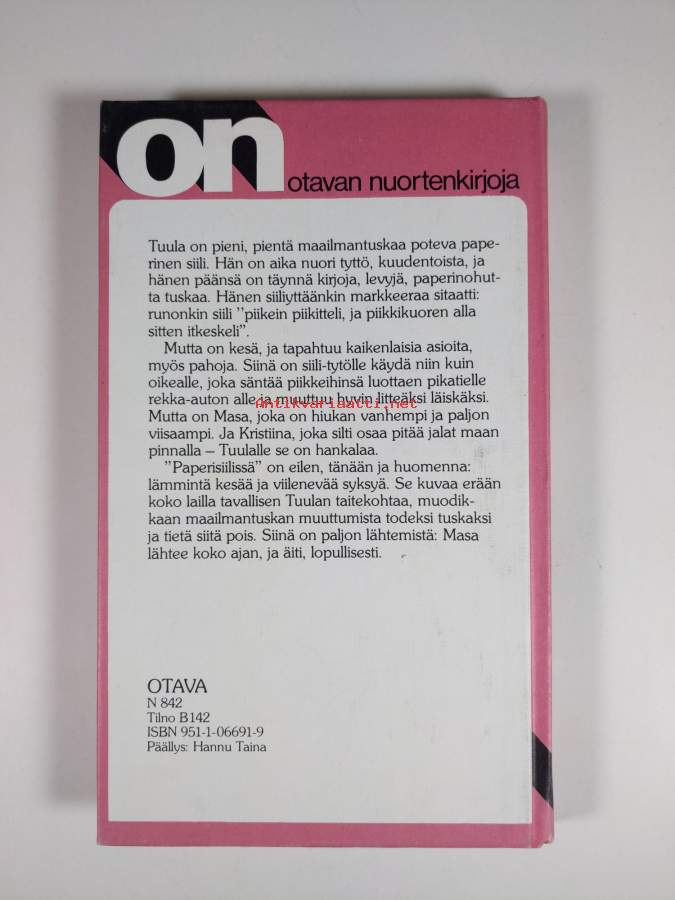 on
otavan nuortenkirjoja
Tuula on pieni, pientä maailmantuskaa poteva pape-
rinen siili. Hän on aika nuori tyttö, kuudentoista, ja
hänen päänsä on täynnä kirjoja, levyjä, paperinohut-
ta tuskaa. Hänen siiliyttäänkin markkeeraa sitaatti:
runonkin siili "piikein piikitteli, ja piikkikuoren alla
sitten itkeskeli".
Mutta on kesä, ja tapahtuu kaikenlaisia asioita,
myös pahoja. Siinä on siili-tytölle käydä niin kuin
oikealle, joka säntää piikkeihinsä luottaen pikatielle
rekka-auton alle ja muuttuu hyvin litteäksi läiskäksi.
Antikvariaatti.net
Mutta on Masa, joka on hiukan vanhempi ja paljon
viisaampi. Ja Kristiina, joka silti osaa pitää jalat maan
pinnalla – Tuulalle se on hankalaa.
"Paperisiilissä" on eilen, tänään ja huomenna:
lämmintä kesää ja viilenevää syksyä. Se kuvaa erään
koko lailla tavallisen Tuulan taitekohtaa, muodik-
kaan maailmantuskan muuttumista todeksi tuskaksi
ja tietä siitä pois. Siinä on paljon lähtemistä: Masa
lähtee koko ajan, ja äiti, lopullisesti.
OTAVA
N 842
Tilno B142
ISBN 951-1-06691-9
Päällys: Hannu Taina